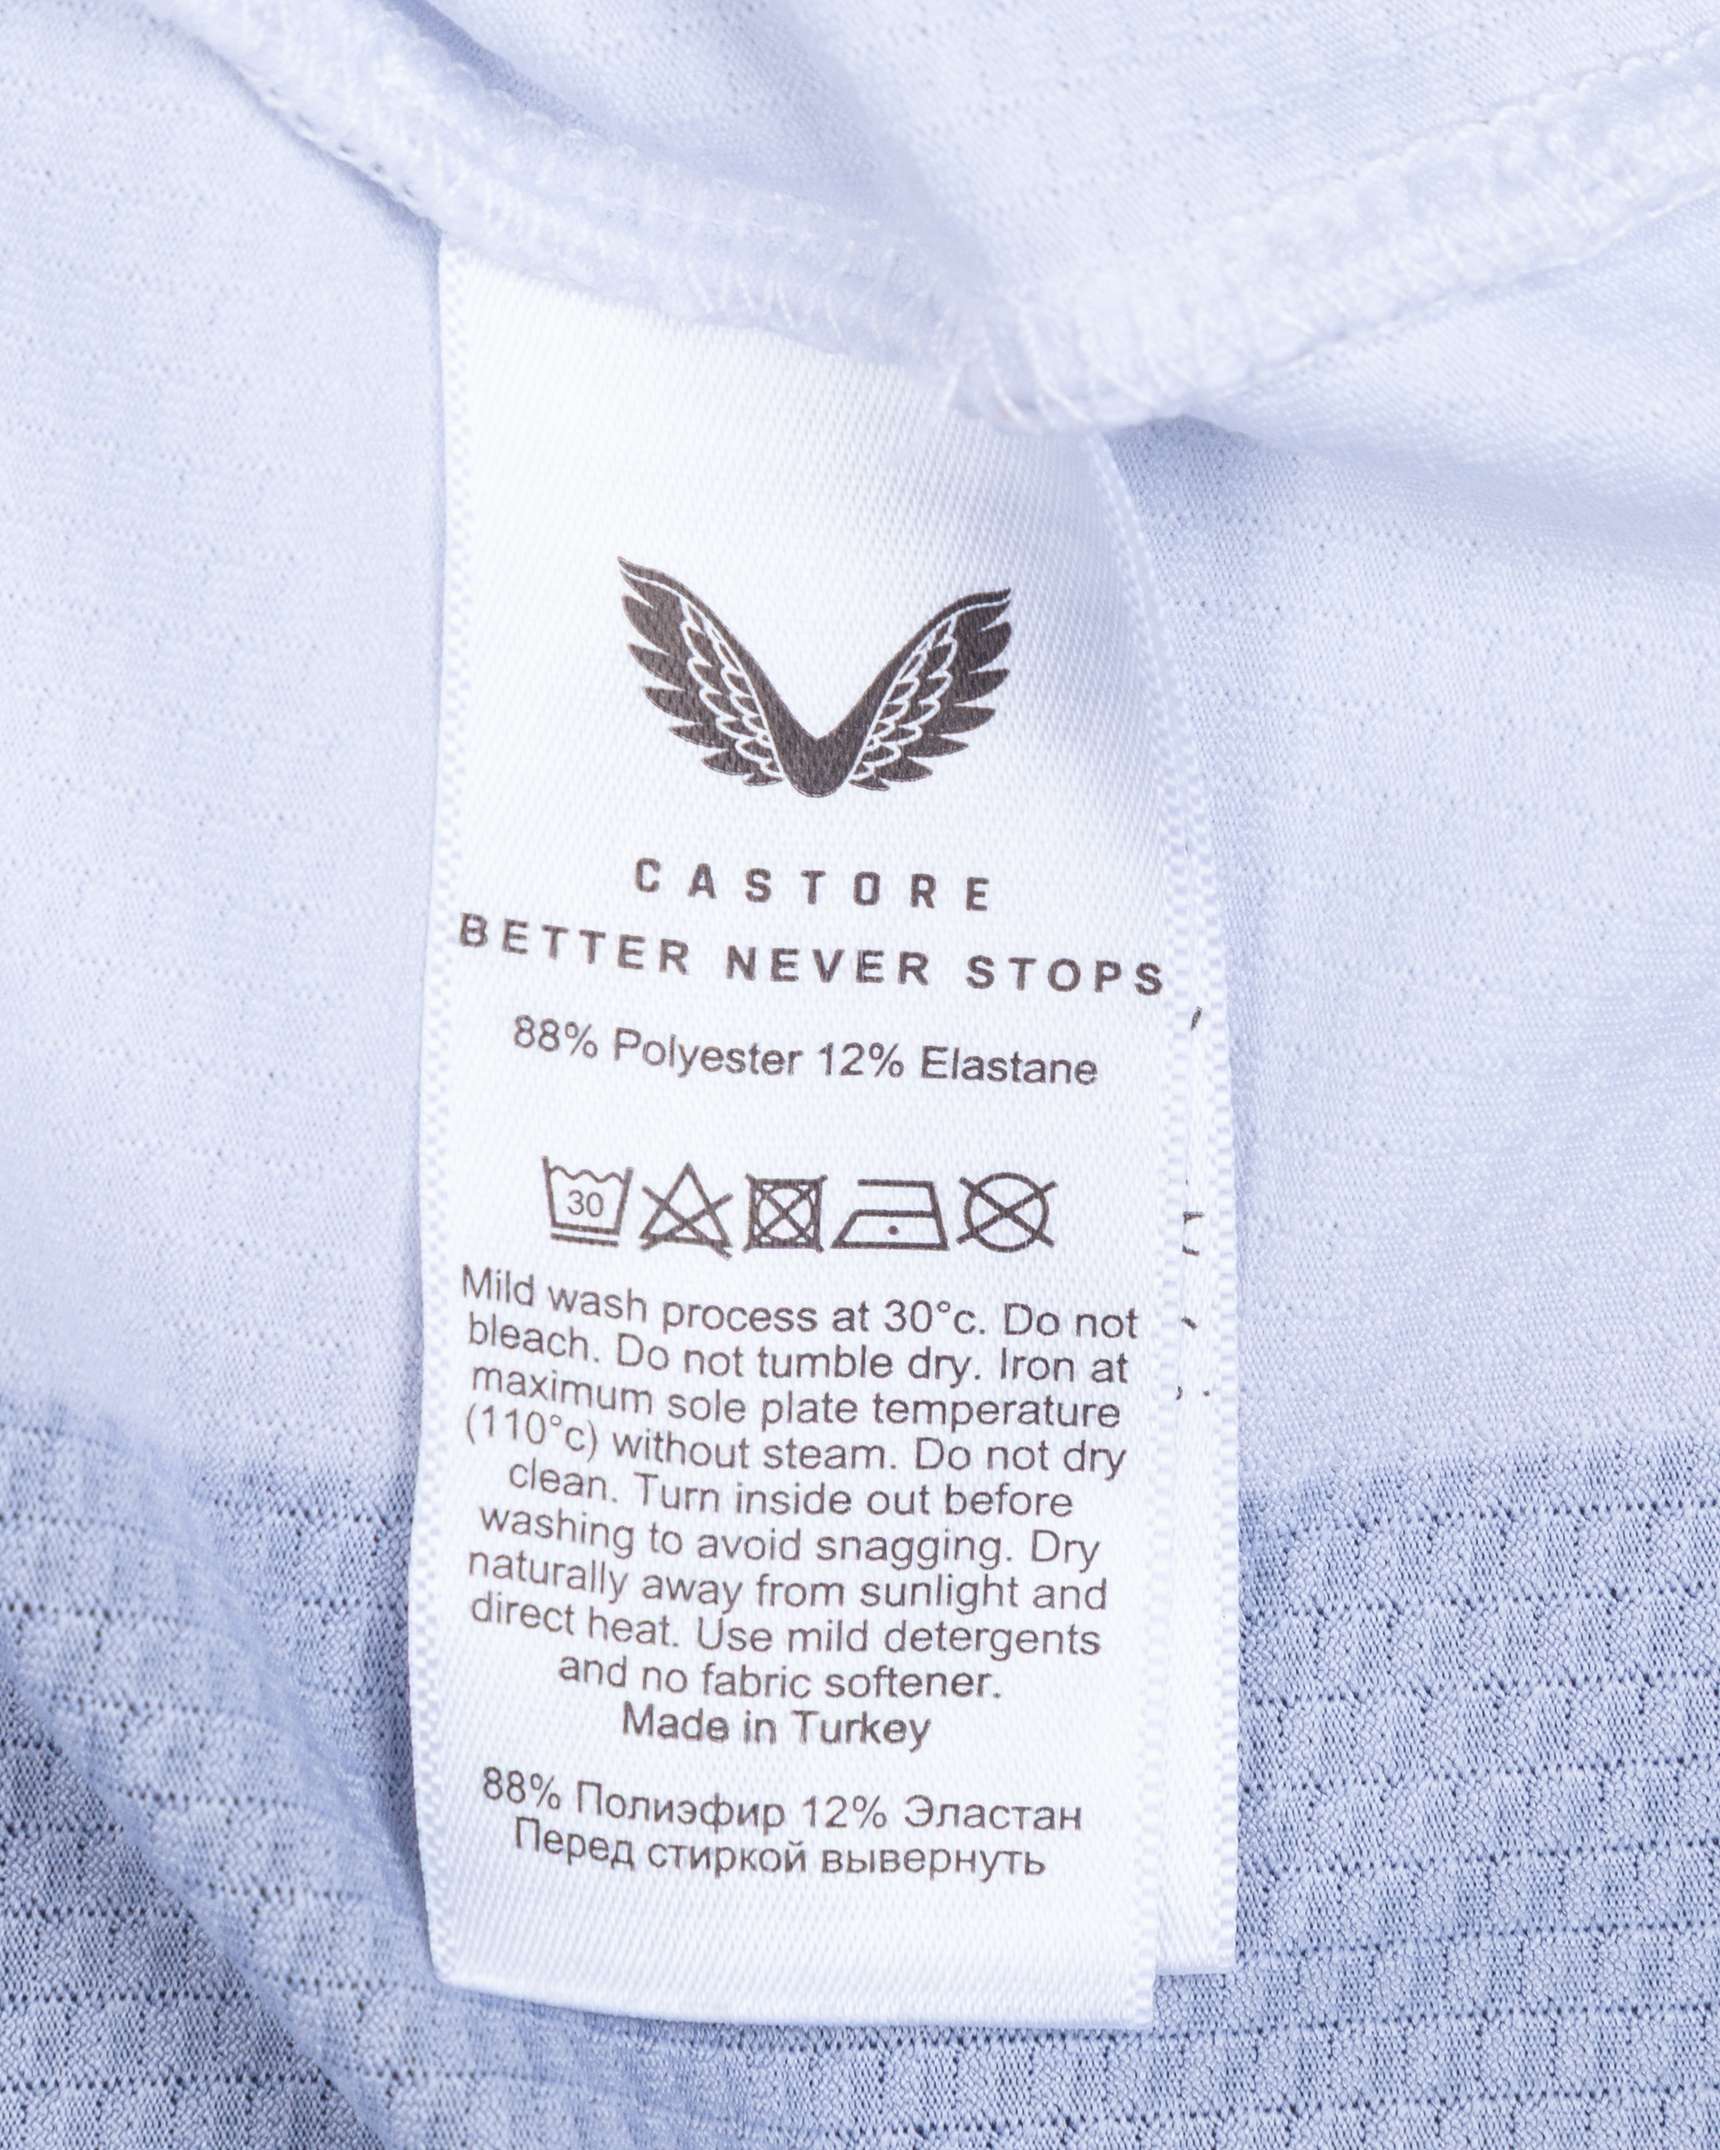 CASTORE
BETTER NEVER STOPS
88% Polyester 12% Elastane
30
Mild wash process at 30°c. Do not
bleach. Do not tumble dry. Iron at
maximum sole plate temperature
(110°c) without steam. Do not dry
clean. Turn inside out before
washing to avoid snagging. Dry
naturally away from sunlight and
direct heat. Use mild detergents
and no fabric softener.
Made in Turkey
88% Полиэфир 12% Эластан
Перед стиркой вывернуть